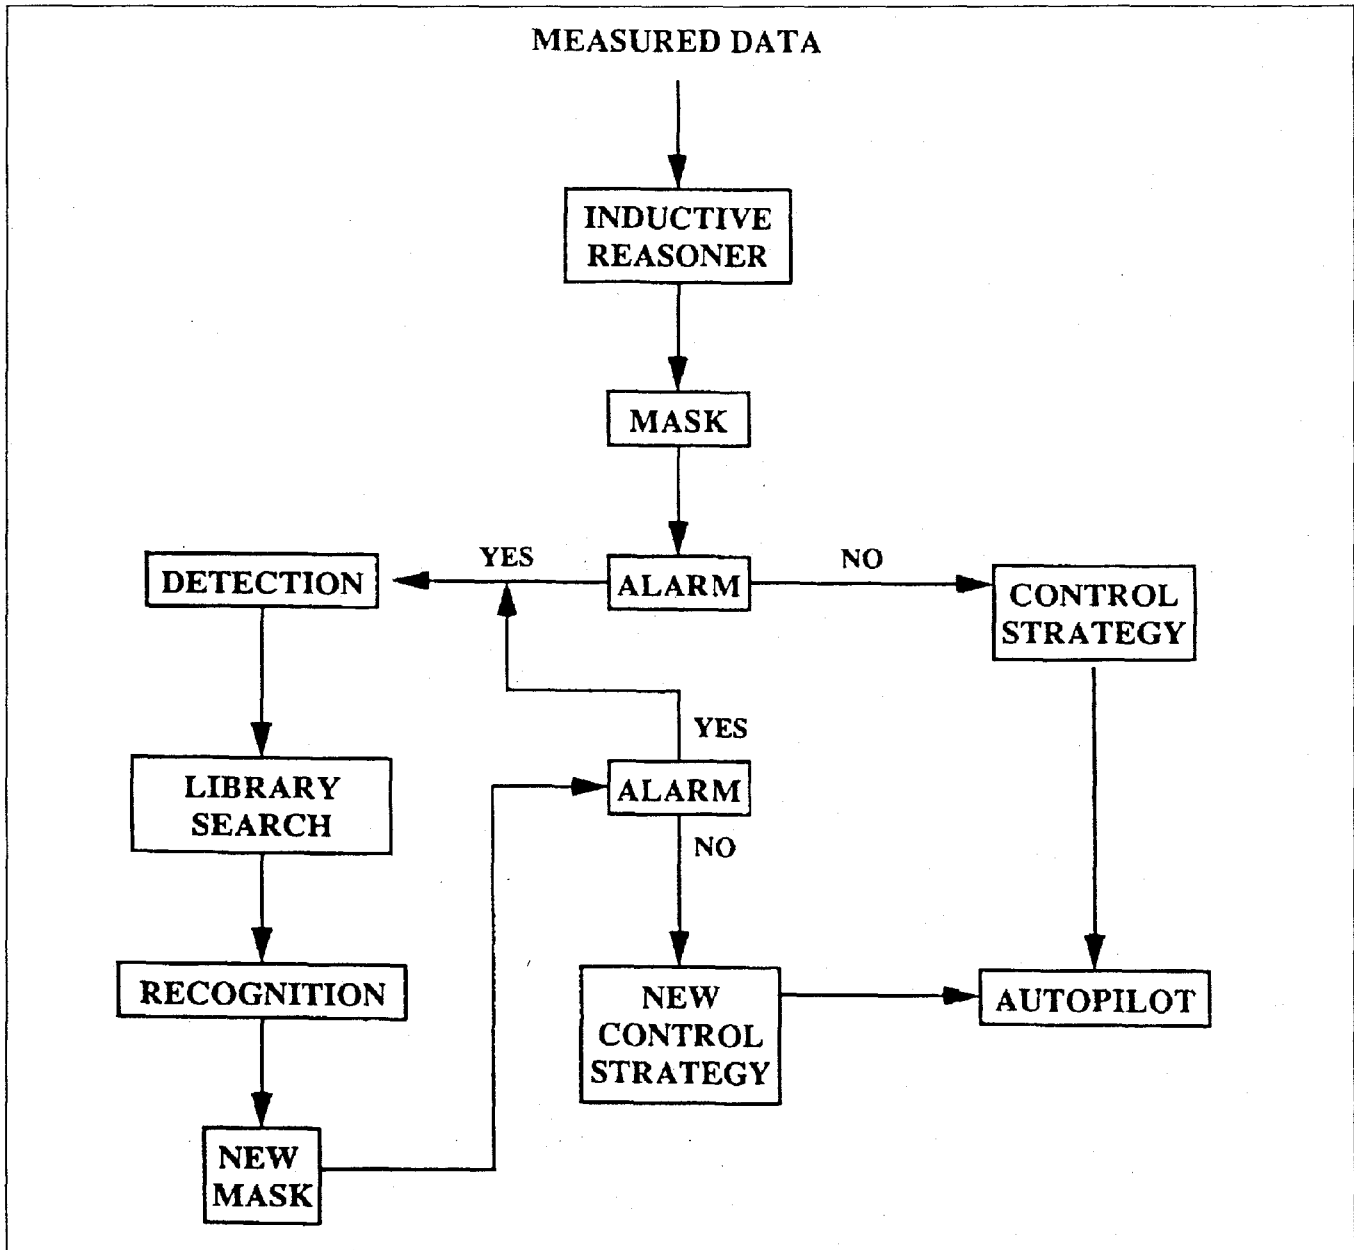 MEASURED DATA
INDUCTIVE
REASONER
MASK
YES
ALARM
NO
DETECTION
CONTROL
STRATEGY
YES
ALARM
NO
LIBRARY
SEARCH
RECOGNITION
NEW
CONTROL
STRATEGY
AUTOPILOT
NEW
MASK